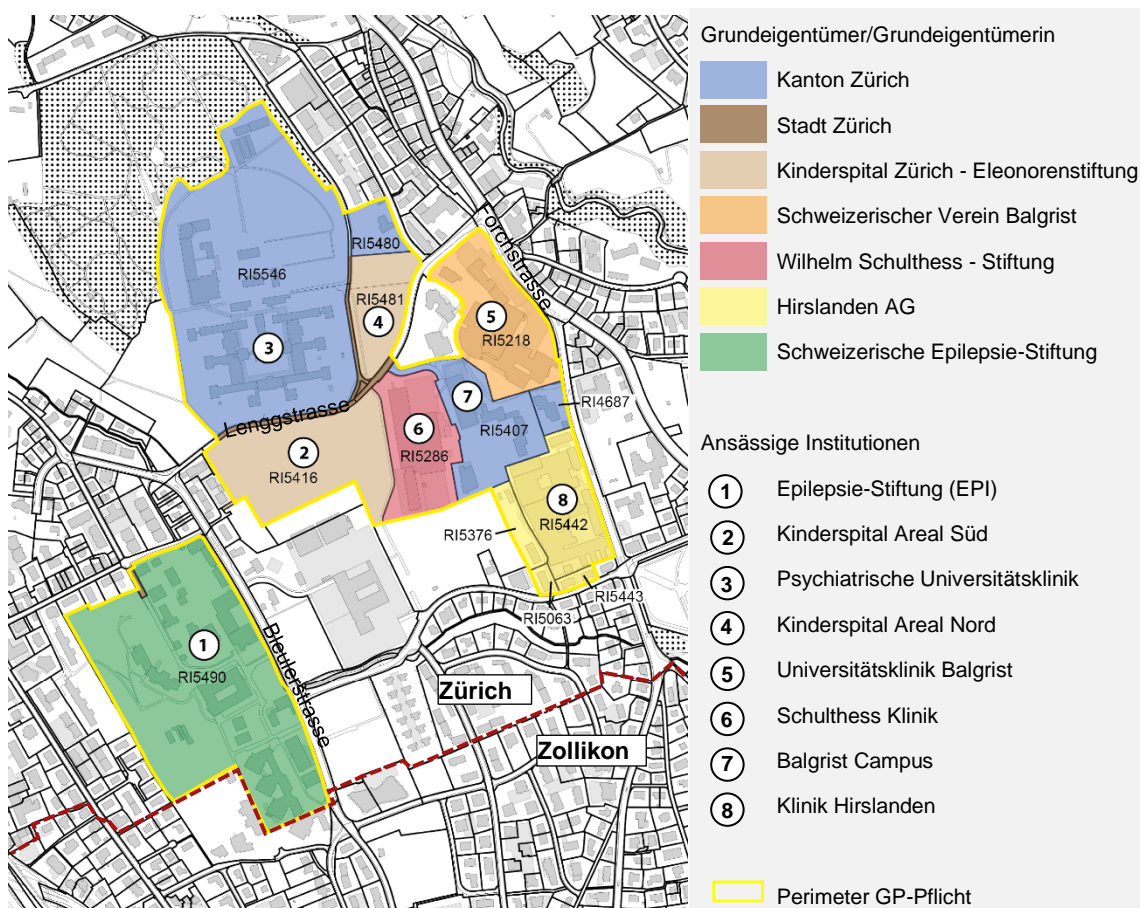 Forchstrasse
RI5480
RI5546
RI5481
4
5
RI5218
3
7
RI4687
Lenggstrasse
6
RI5407
RI5286
2
RI5416
8
RI5442
RI5376
RI5443
RI5063
1
RI5490
Bleulerstrasse
Zürich
Zollikon
Grundeigentümer/Grundeigentümerin
Kanton Zürich
Stadt Zürich
Kinderspital Zürich - Eleonorenstiftung
Schweizerischer Verein Balgrist
Wilhelm Schulthess - Stiftung
Hirslanden AG
Schweizerische Epilepsie-Stiftung
Ansässige Institutionen
1 Epilepsie-Stiftung (EPI)
2 Kinderspital Areal Süd
3 Psychiatrische Universitätsklinik
4 Kinderspital Areal Nord
5 Universitätsklinik Balgrist
6 Schulthess Klinik
7 Balgrist Campus
8 Klinik Hirslanden
Perimeter GP-Pflicht